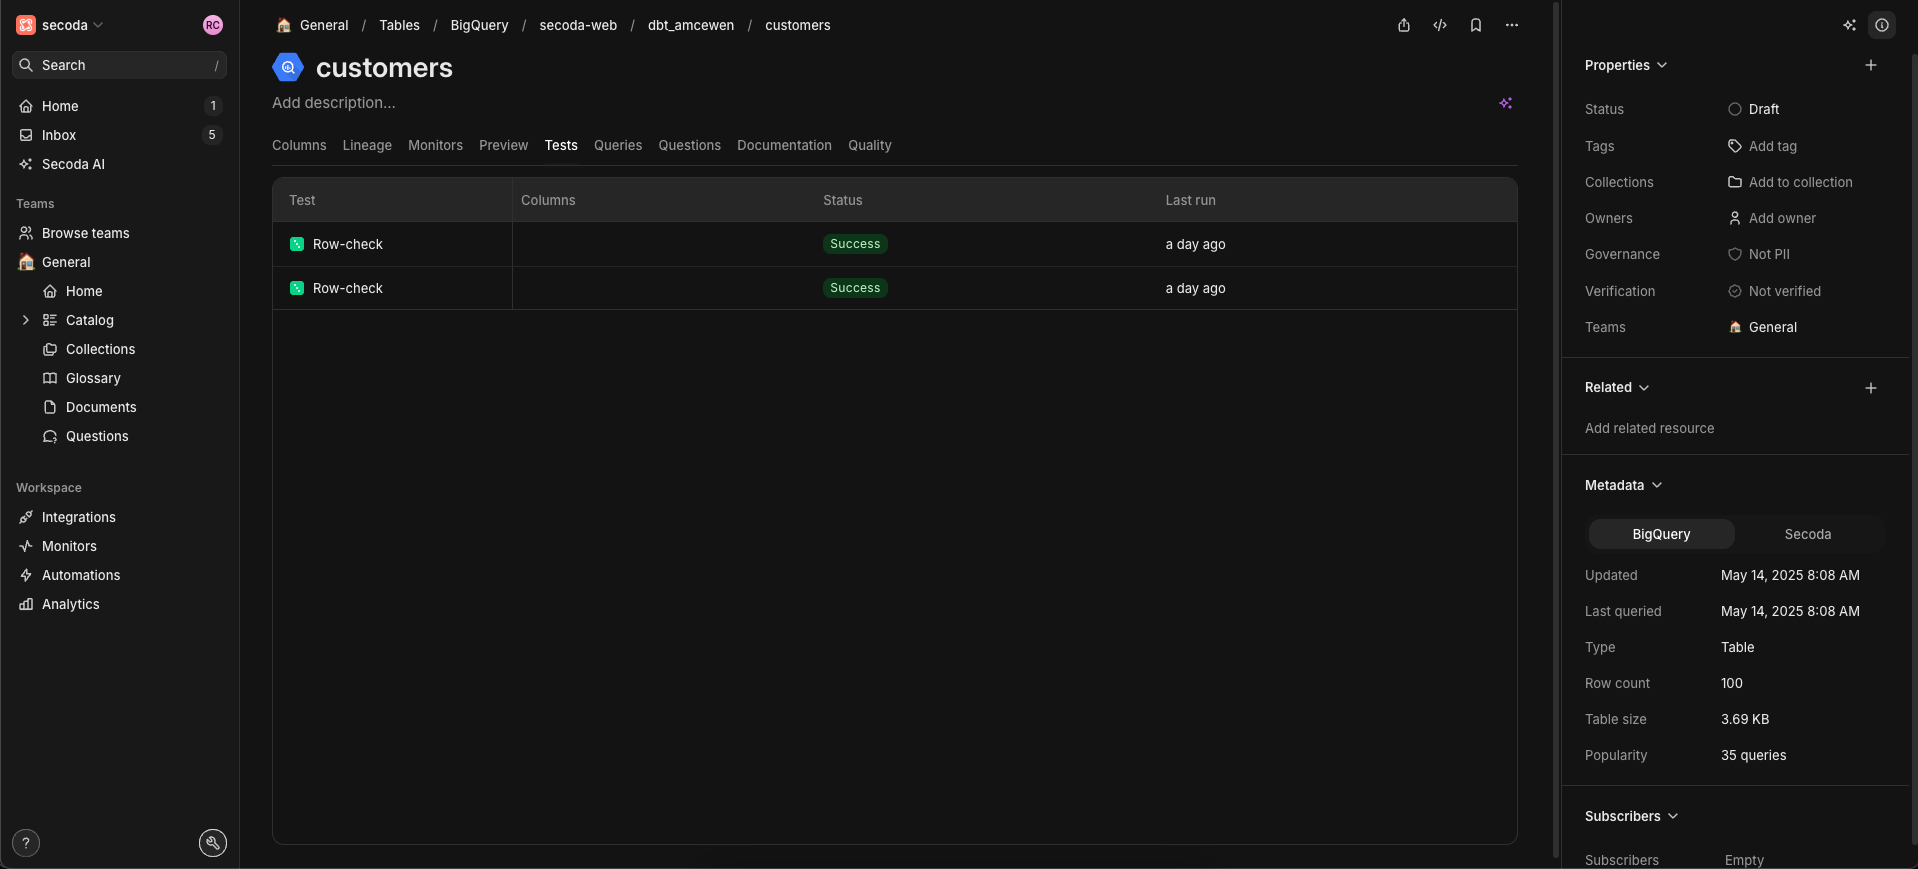 secoda
RC
Search /
Home 1
Inbox 5
Secoda AI
Teams
Browse teams
General
Home
Catalog
Collections
Glossary
Documents
Questions
Workspace
Integrations
Monitors
Automations
Analytics
?
General / Tables / BigQuery / secoda-web / dbt_amcewen / customers
customers
Add description...
Columns Lineage Monitors Preview Tests Queries Questions Documentation Quality
Test Columns Status Last run
Row-check Success a day ago
Row-check Success a day ago
Properties
Status Draft
Tags Add tag
Collections Add to collection
Owners Add owner
Governance Not PII
Verification Not verified
Teams General
Related
Add related resource
Metadata
BigQuery Secoda
Updated May 14, 2025 8:08 AM
Last queried May 14, 2025 8:08 AM
Type Table
Row count 100
Table size 3.69 KB
Popularity 35 queries
Subscribers
Subscribers Empty